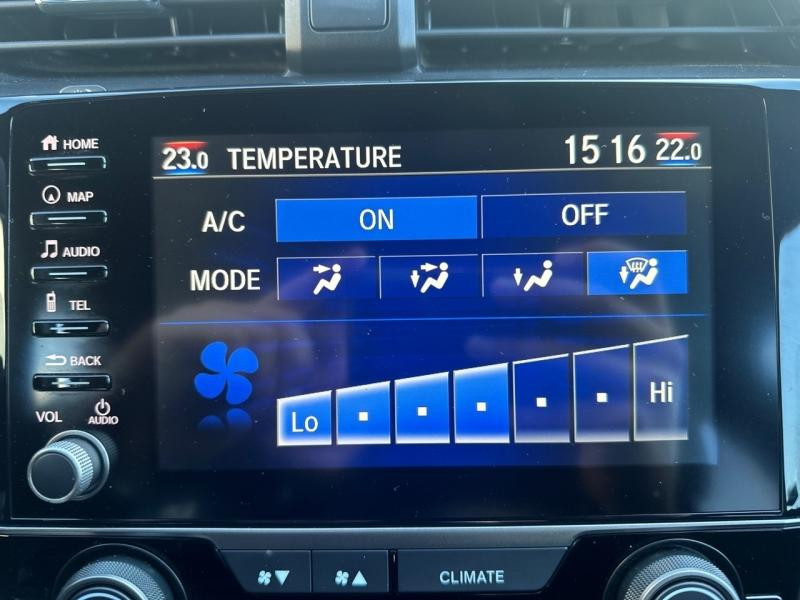 HOME
MAP
AUDIO
TEL
BACK
VOL
AUDIO
23.0 TEMPERATURE 15 16 22.0
A/C ON OFF
MODE
Lo Hi
CLIMATE